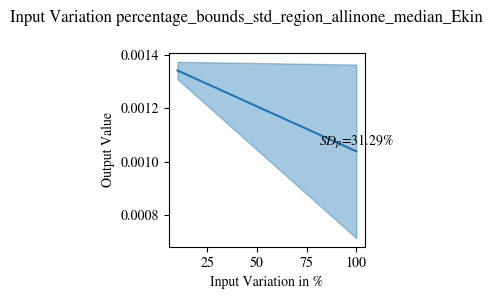 Input Variation percentage_bounds_std_region_allinone_median_Ekin
0.0014
0.0012
0.0010
0.0008
Output Value
SDp=31.29%
25
50
75
100
Input Variation in %